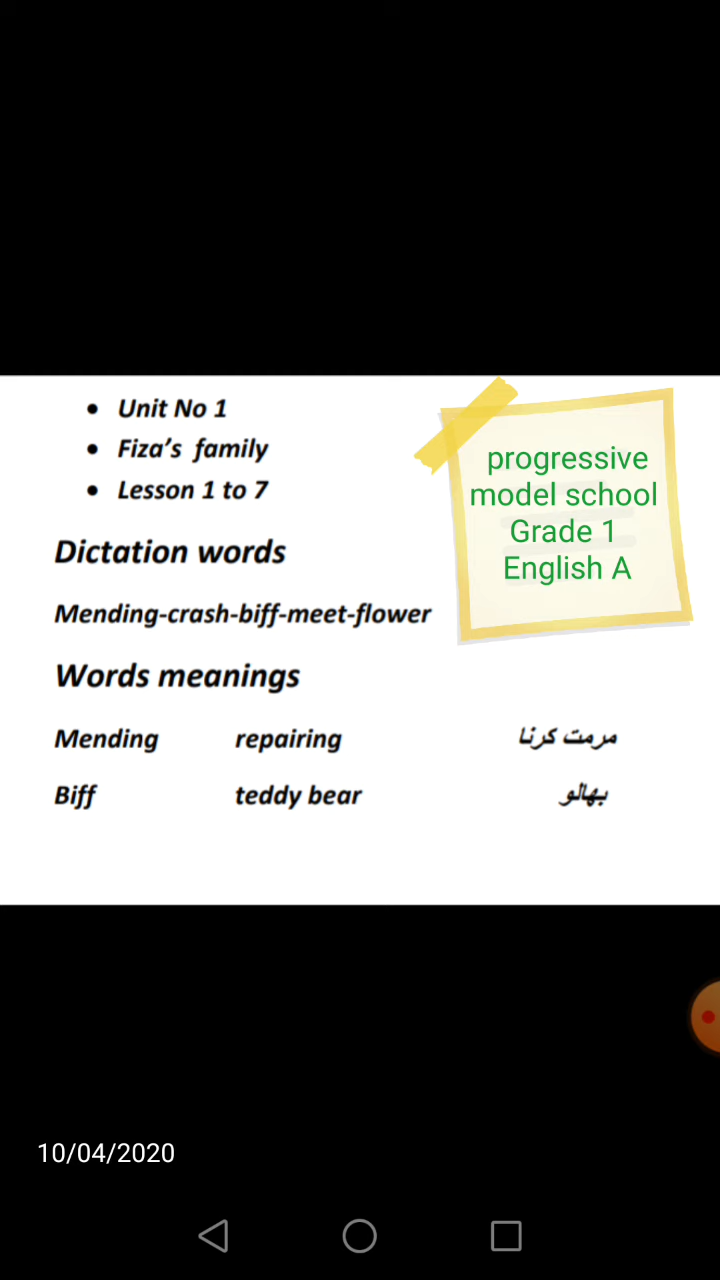 Unit No 1
Fiza's family
Lesson 1 to 7
progressive
model school
Grade 1
English A
Dictation words
Mending-crash-biff-meet-flower
Words meanings
Mending repairing مرمت کرنا
Biff teddy bear بھالو
10/04/2020